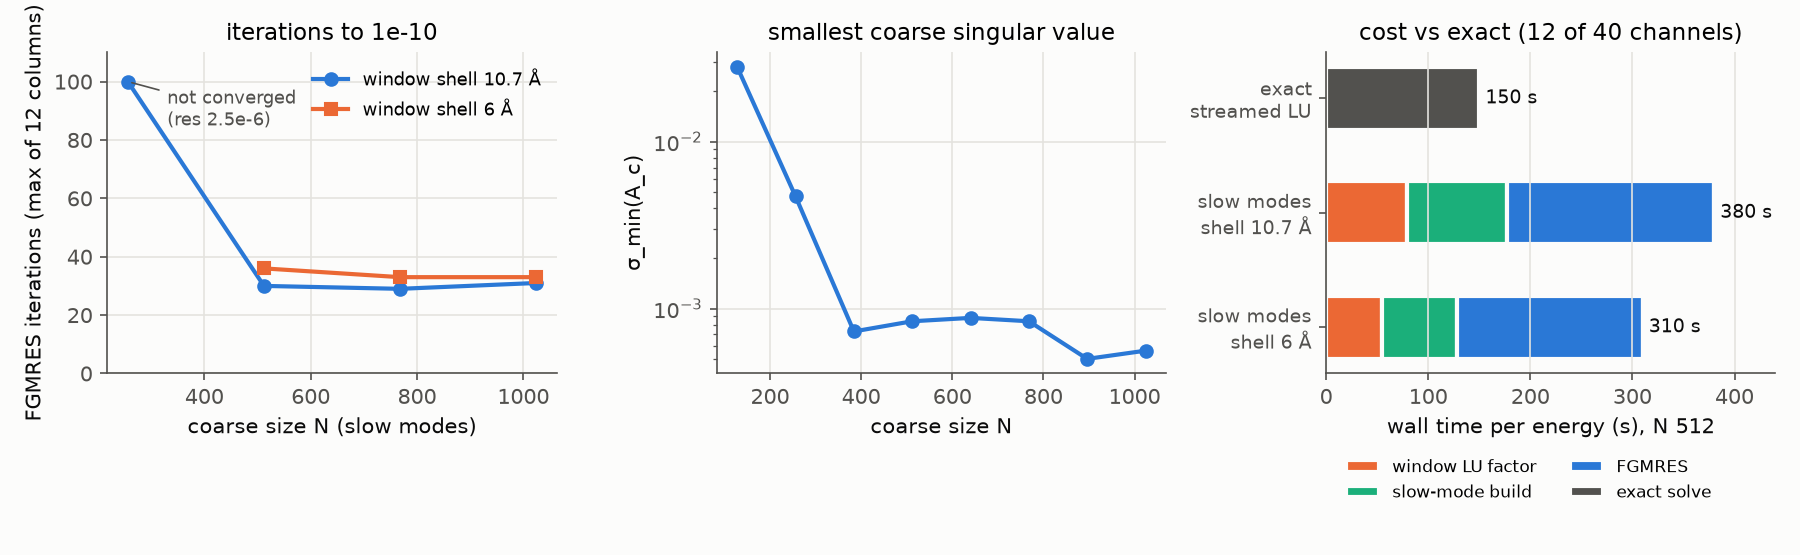 iterations to 1e-10
FGMRES iterations (max of 12 columns)
100
80
60
40
20
0
not converged
(res 2.5e-6)
window shell 10.7 Å
window shell 6 Å
400
600
800
1000
coarse size N (slow modes)
smallest coarse singular value
σ_min(A_c)
10⁻²
10⁻³
200
400
600
800
1000
coarse size N
cost vs exact (12 of 40 channels)
exact
streamed LU
150 s
slow modes
shell 10.7 Å
380 s
slow modes
shell 6 Å
310 s
0
100
200
300
400
wall time per energy (s), N 512
window LU factor
slow-mode build
FGMRES
exact solve